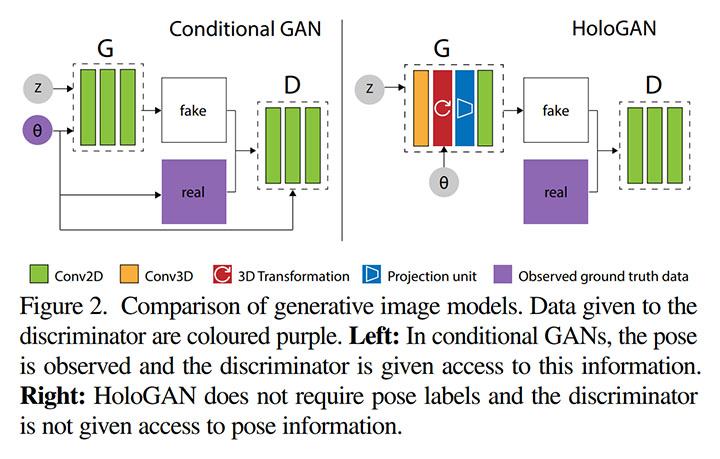 Conditional GAN
HoloGAN
G
D
z
θ
fake
real
G
D
z
θ
fake
real
Conv2D
Conv3D
3D Transformation
Projection unit
Observed ground truth data
Figure 2. Comparison of generative image models. Data given to the
discriminator are coloured purple. Left: In conditional GANs, the pose
is observed and the discriminator is given access to this information.
Right: HoloGAN does not require pose labels and the discriminator
is not given access to pose information.